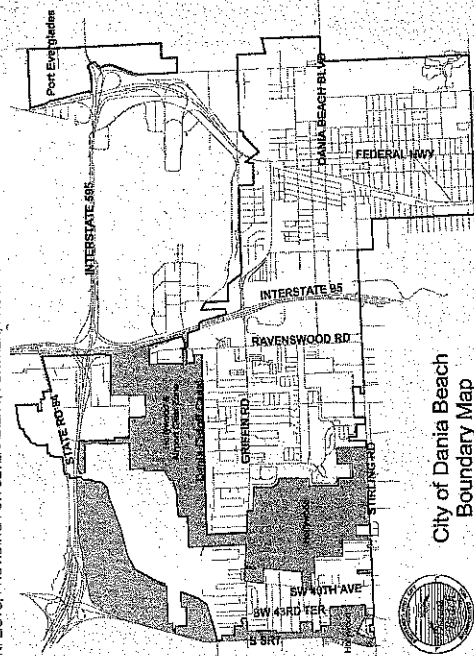 Port Everglades
INTERSTATE 595
STATE RD 84
DANIA BEACH BLVD
FEDERAL HWY
INTERSTATE 95
RAVENSWOOD RD
GRIFFIN RD
STIRLING RD
SW 40TH AVE
SW 43RD TER
S SR7
City of Dania Beach
Boundary Map